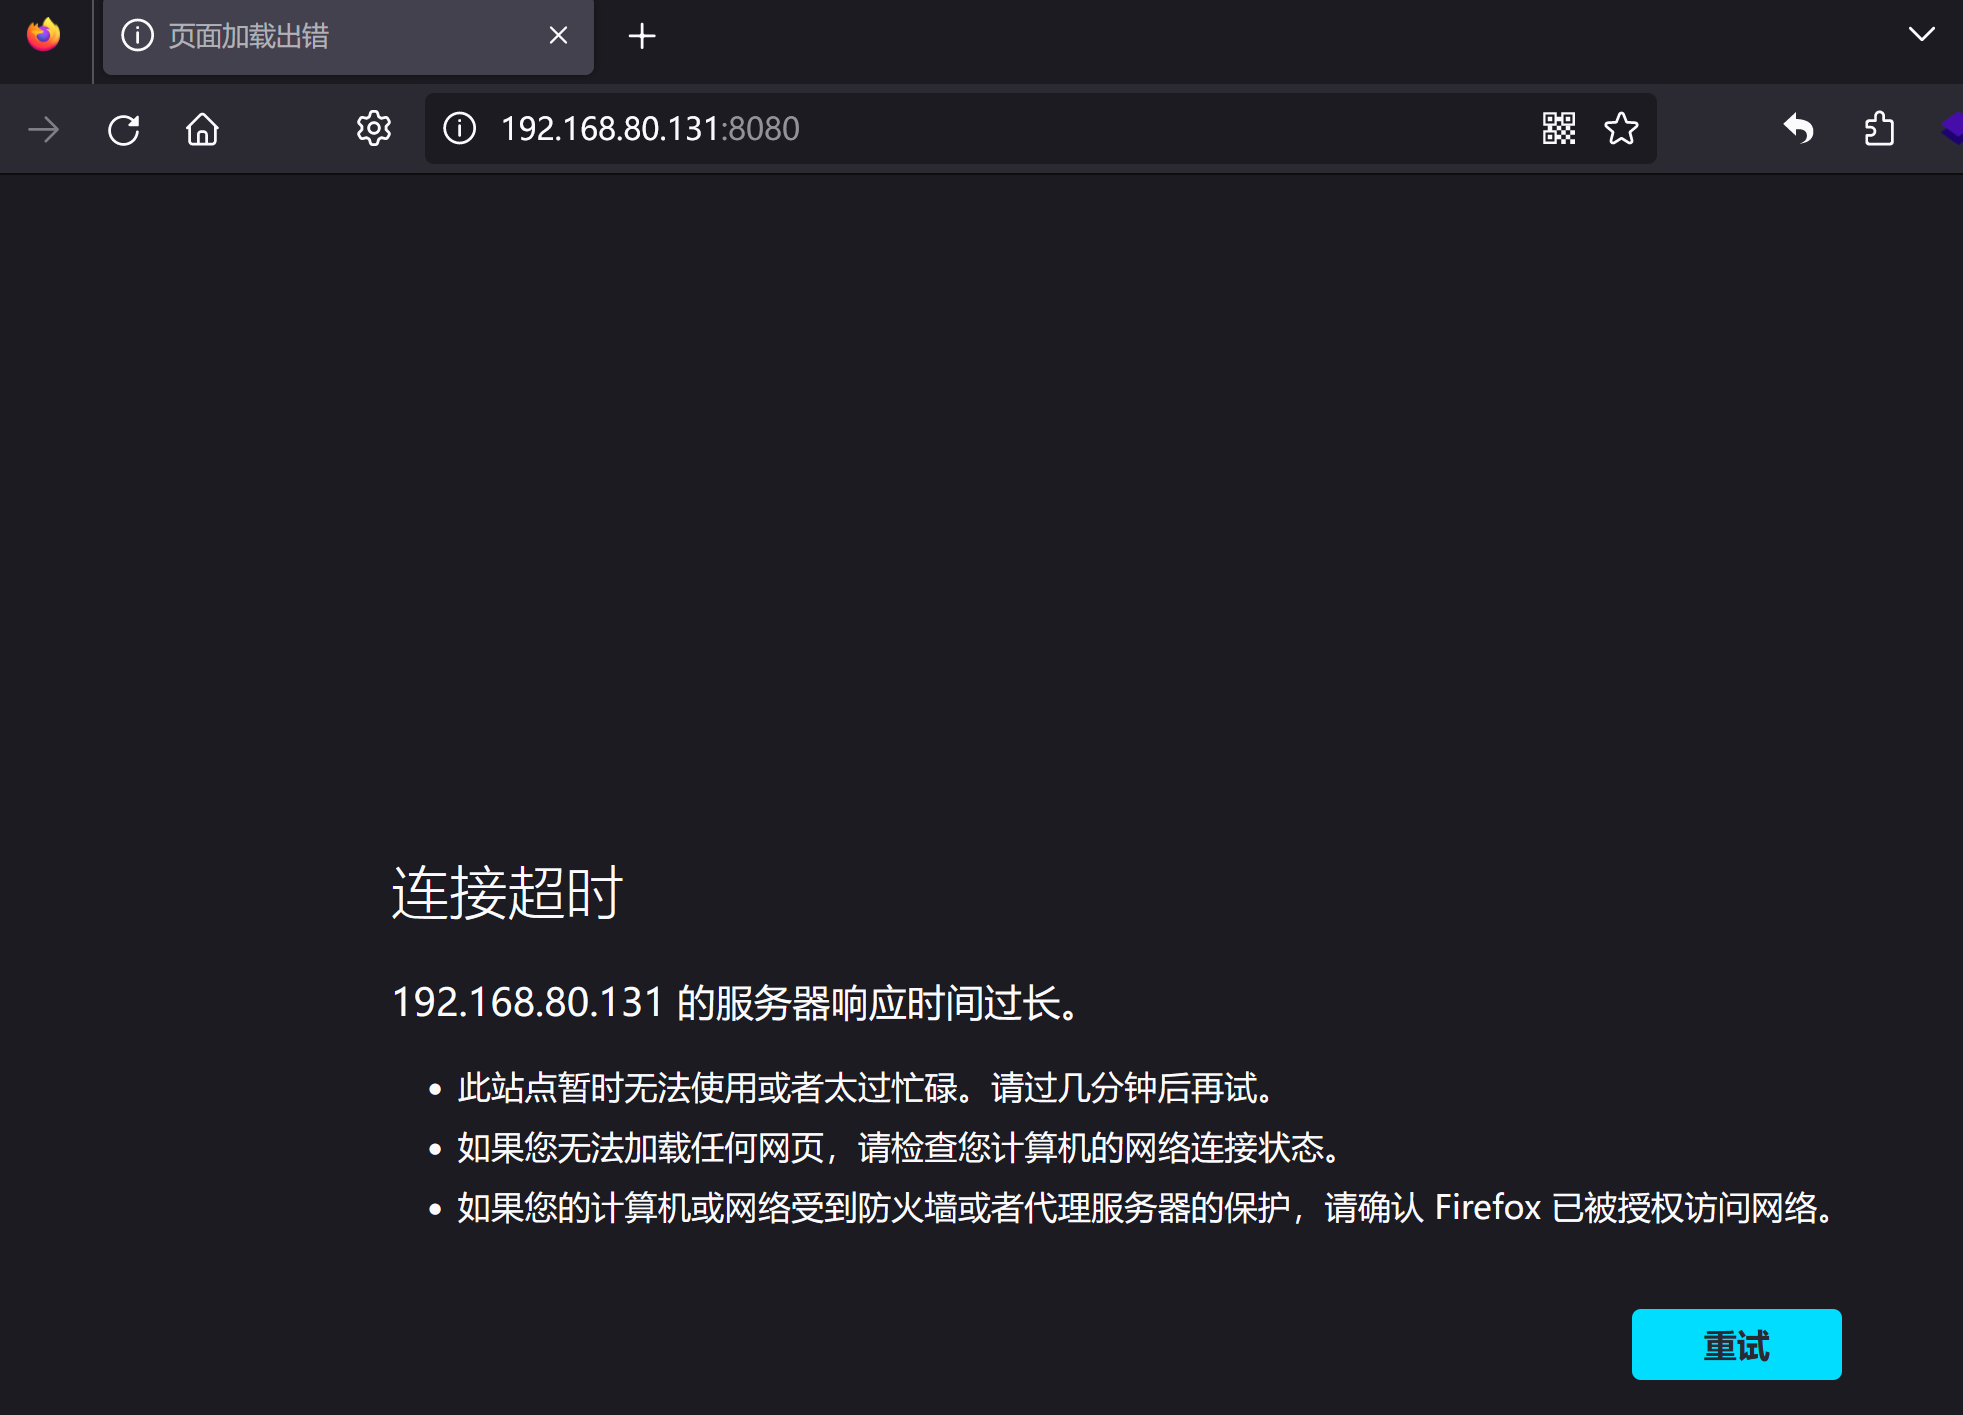 页面加载出错
192.168.80.131:8080
连接超时
192.168.80.131 的服务器响应时间过长。
此站点暂时无法使用或者太过忙碌。请过几分钟后再试。
如果您无法加载任何网页，请检查您计算机的网络连接状态。
如果您的计算机或网络受到防火墙或者代理服务器的保护，请确认 Firefox 已被授权访问网络。
重试